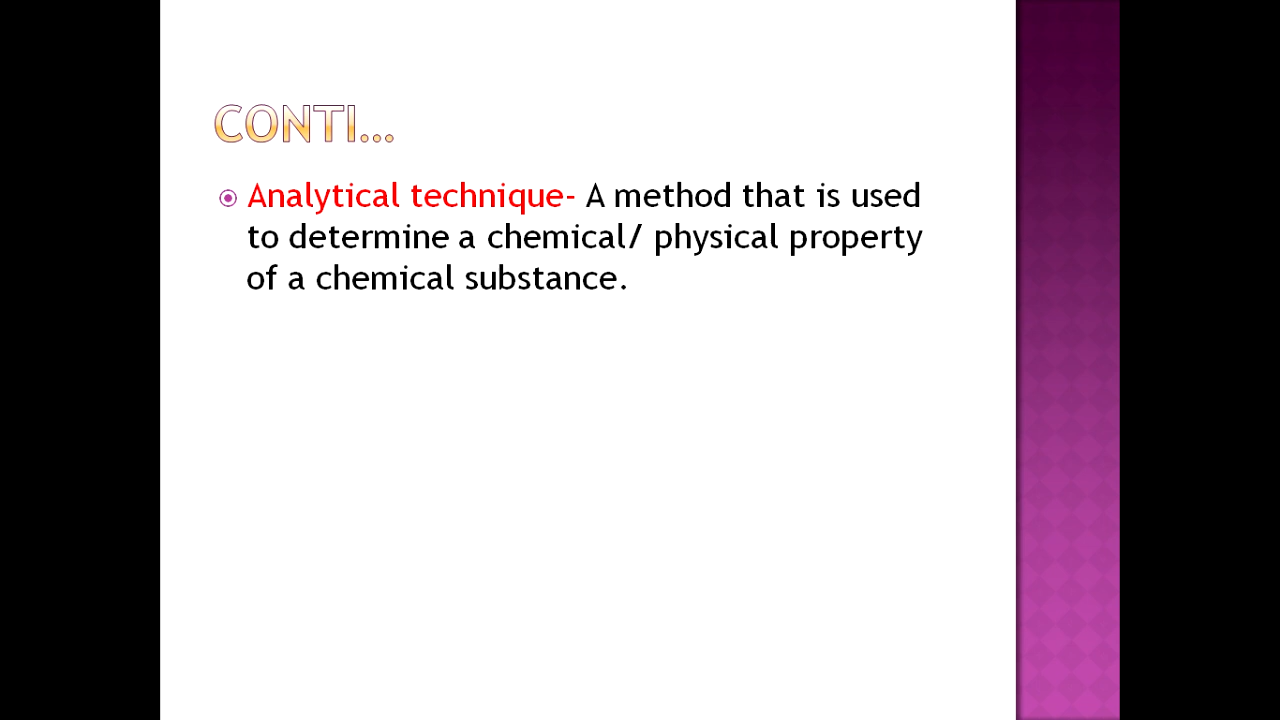 CONTI…
Analytical technique- A method that is used
to determine a chemical/ physical property
of a chemical substance.